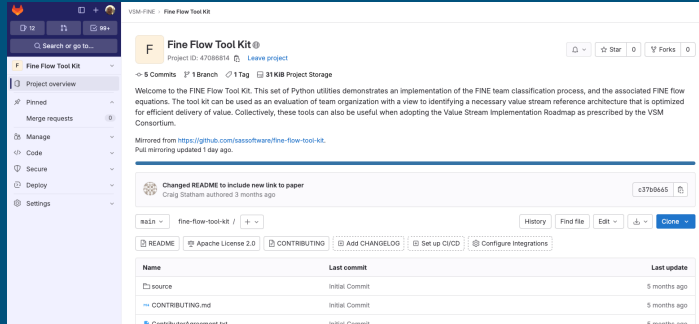 12
99+
Search or go to...
F Fine Flow Tool Kit
Project overview
Pinned
Merge requests 0
Manage
Code
Secure
Deploy
Settings
VSM-FINE › Fine Flow Tool Kit
F
Fine Flow Tool Kit
Project ID: 47086814 Leave project
Star 0
Forks 0
5 Commits 1 Branch 1 Tag 31 KiB Project Storage
Welcome to the FINE Flow Tool Kit. This set of Python utilities demonstrates an implementation of the FINE team classification process, and the associated FINE flow
equations. The tool kit can be used as an evaluation of team organization with a view to identifying a necessary value stream reference architecture that is optimized
for efficient delivery of value. Collectively, these tools can also be useful when adopting the Value Stream Implementation Roadmap as prescribed by the VSM
Consortium.
Mirrored from https://github.com/sassoftware/fine-flow-tool-kit.
Pull mirroring updated 1 day ago.
Changed README to include new link to paper
Craig Statham authored 3 months ago
c37b0665
main fine-flow-tool-kit / +
History Find file Edit Clone
README Apache License 2.0 CONTRIBUTING Add CHANGELOG Set up CI/CD Configure Integrations
Name Last commit Last update
source Initial Commit 5 months ago
CONTRIBUTING.md Initial Commit 5 months ago
ContributorAgreement.txt Initial Commit 5 months ago